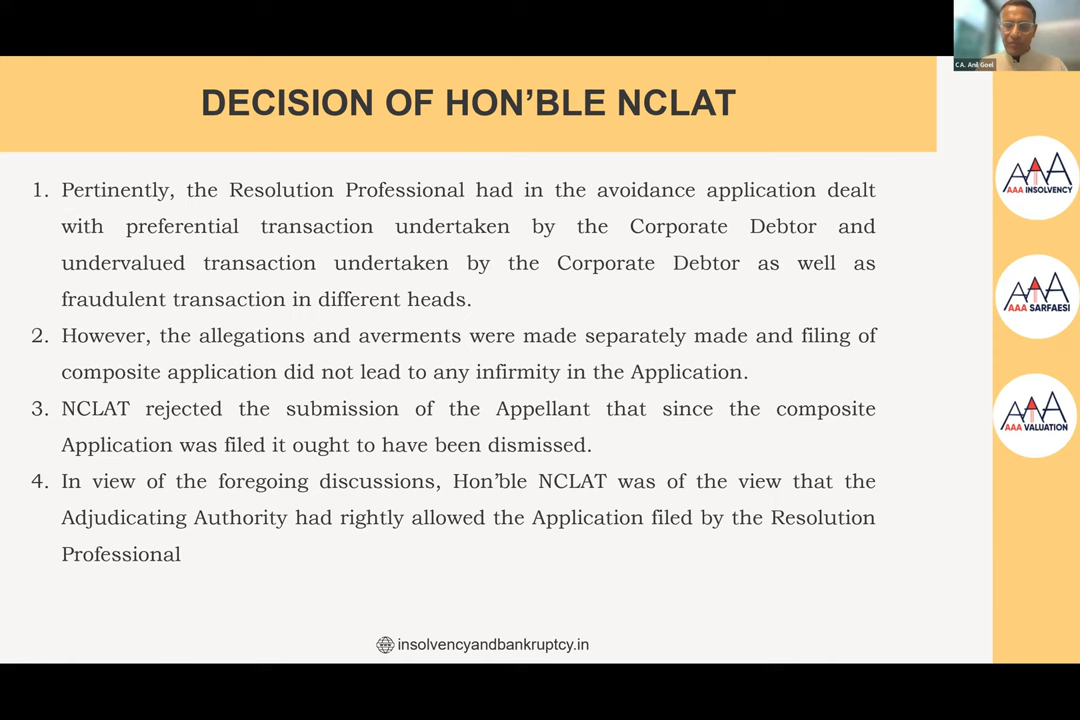 C.A. Anil Goel
DECISION OF HON’BLE NCLAT
1. Pertinently, the Resolution Professional had in the avoidance application dealt
with preferential transaction undertaken by the Corporate Debtor and
undervalued transaction undertaken by the Corporate Debtor as well as
fraudulent transaction in different heads.
2. However, the allegations and averments were made separately made and filing of
composite application did not lead to any infirmity in the Application.
3. NCLAT rejected the submission of the Appellant that since the composite
Application was filed it ought to have been dismissed.
4. In view of the foregoing discussions, Hon’ble NCLAT was of the view that the
Adjudicating Authority had rightly allowed the Application filed by the Resolution
Professional
AAA INSOLVENCY
AAA SARFAESI
AAA VALUATION
www
insolvencyandbankruptcy.in